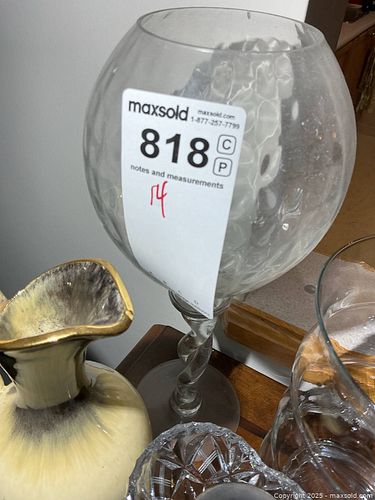 maxsold maxsold.com
1-877-257-7799
818 C
P
notes and measurements
14
Copyright 2025 - maxsold.com